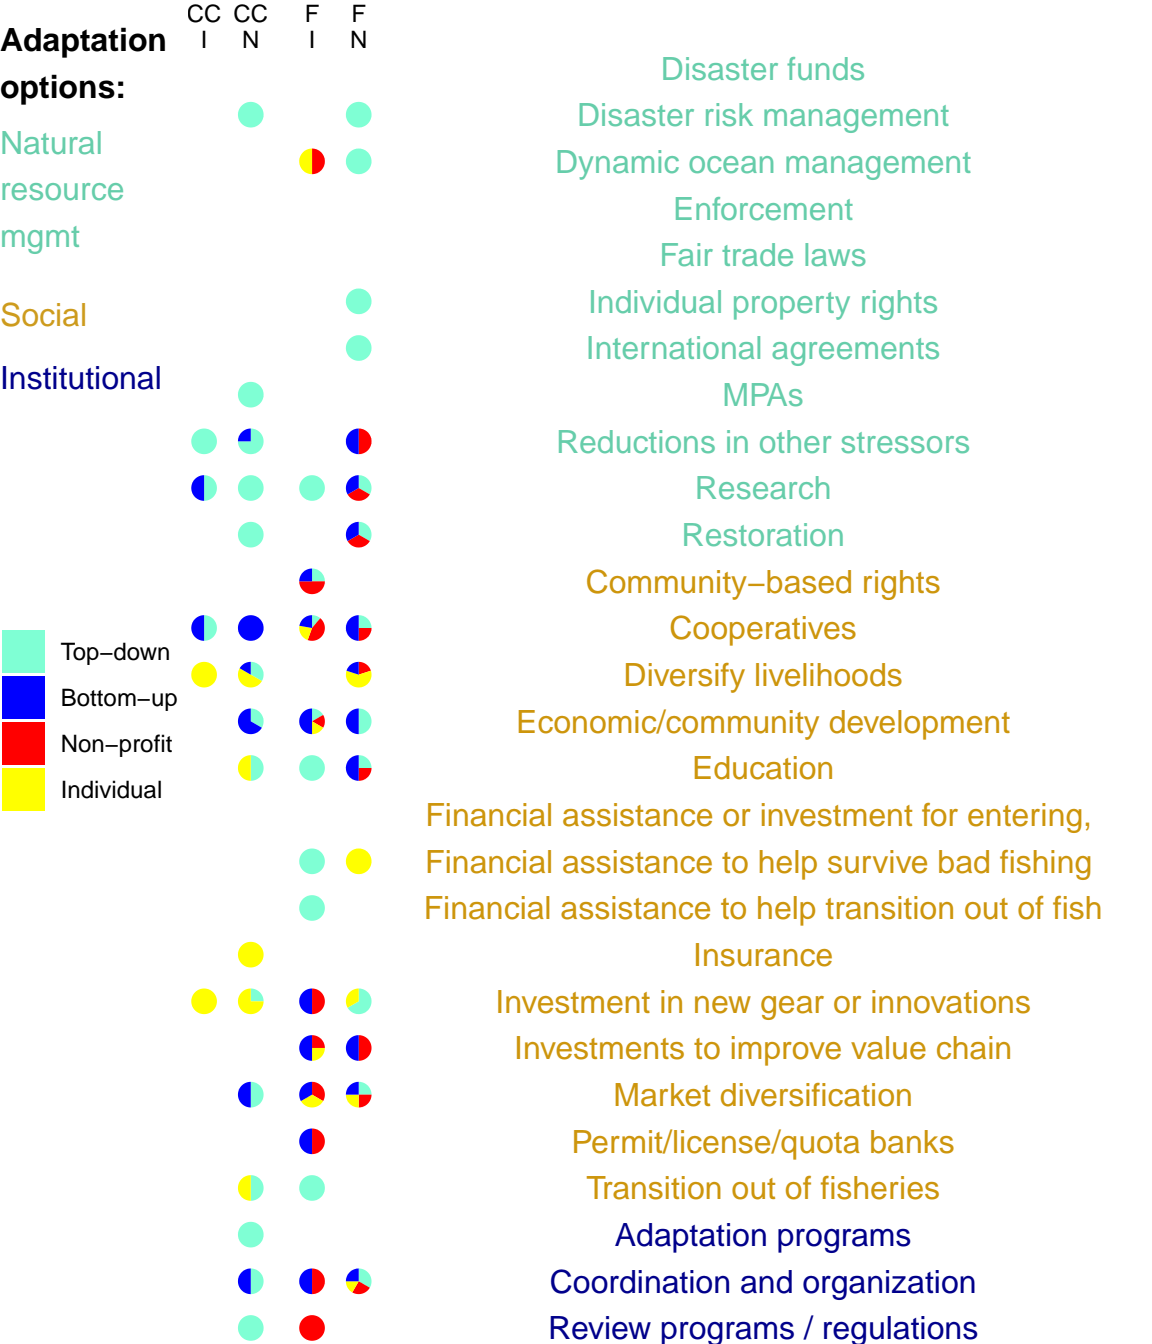 CC CC F F
I N I N
Adaptation
options:
Natural
resource
mgmt
Social
Institutional
Top−down
Bottom−up
Non−profit
Individual
Disaster funds
Disaster risk management
Dynamic ocean management
Enforcement
Fair trade laws
Individual property rights
International agreements
MPAs
Reductions in other stressors
Research
Restoration
Community−based rights
Cooperatives
Diversify livelihoods
Economic/community development
Education
Financial assistance or investment for entering,
Financial assistance to help survive bad fishing
Financial assistance to help transition out of fish
Insurance
Investment in new gear or innovations
Investments to improve value chain
Market diversification
Permit/license/quota banks
Transition out of fisheries
Adaptation programs
Coordination and organization
Review programs / regulations